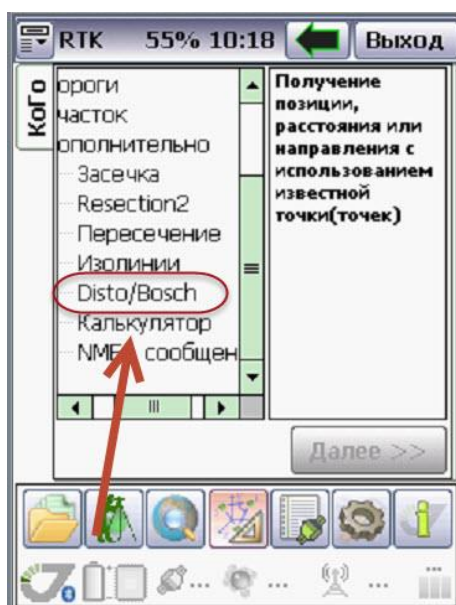 RTK 55% 10:18 Выход
КоГо
ороги
часток
ополнительно
Засечка
Resection2
Пересечение
Изолинии
Disto/Bosch
Калькулятор
NME сообщен
Получение
позиции,
расстояния или
направления с
использованием
известной
точки(точек)
Далее >>